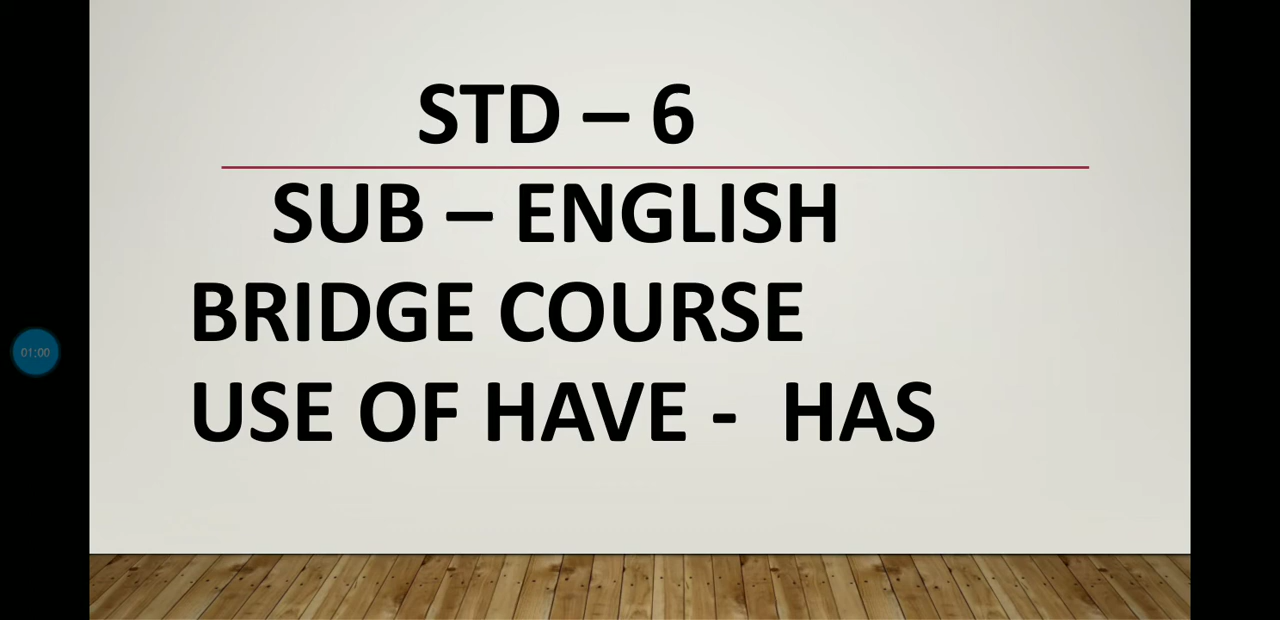 STD – 6
SUB – ENGLISH
BRIDGE COURSE
USE OF HAVE -  HAS
01:00